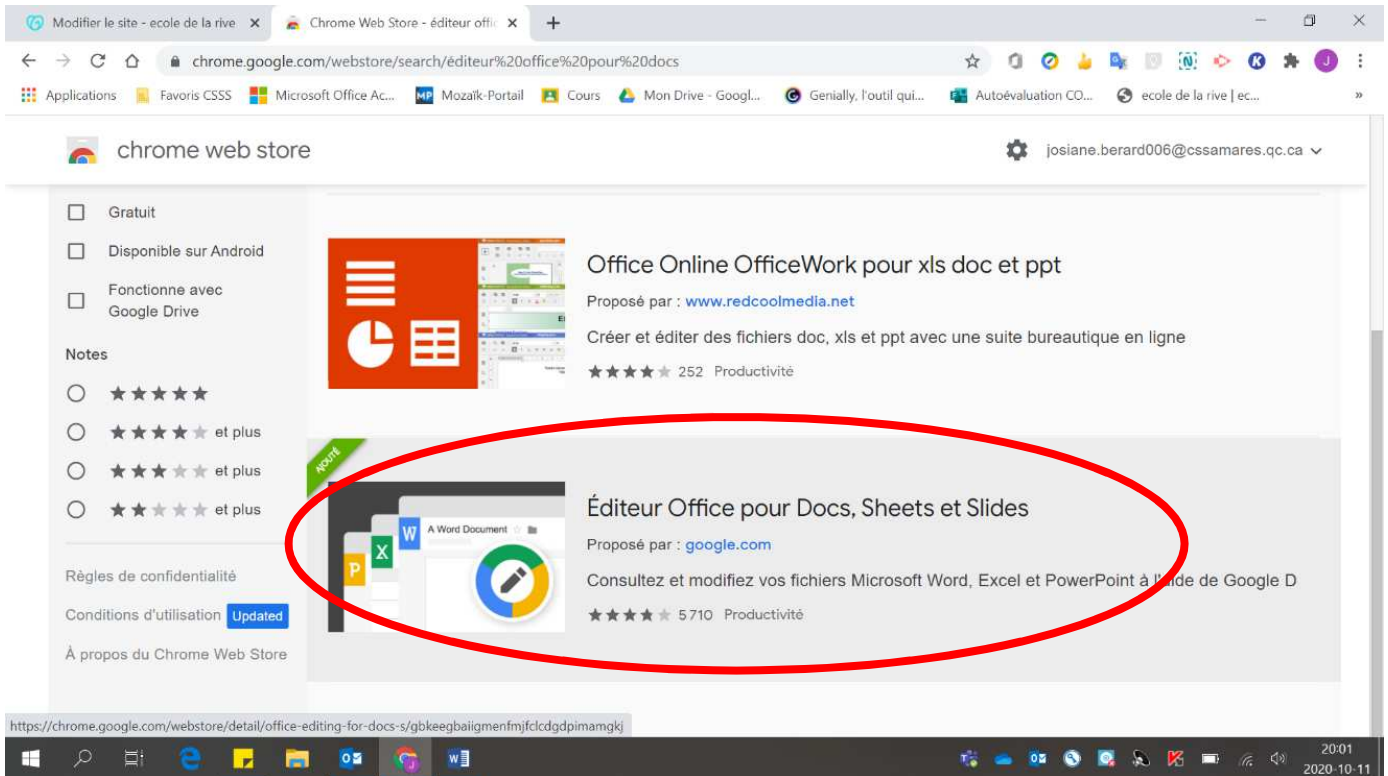 Modifier le site - ecole de la rive
Chrome Web Store - éditeur offic
chrome.google.com/webstore/search/éditeur%20office%20pour%20docs
Applications
Favoris CSSS
Microsoft Office Ac...
Mozaïk-Portail
Cours
Mon Drive - Googl...
Genially, l'outil qui...
Autoévaluation CO...
ecole de la rive | ec...
»
chrome web store
josiane.berard006@cssamares.qc.ca
Gratuit
Disponible sur Android
Fonctionne avec
Google Drive
Notes
et plus
et plus
et plus
Règles de confidentialité
Conditions d'utilisation Updated
À propos du Chrome Web Store
Office Online OfficeWork pour xls doc et ppt
Proposé par : www.redcoolmedia.net
Créer et éditer des fichiers doc, xls et ppt avec une suite bureautique en ligne
252 Productivité
AJOUTÉ
A Word Document
W
X
P
Éditeur Office pour Docs, Sheets et Slides
Proposé par : google.com
Consultez et modifiez vos fichiers Microsoft Word, Excel et PowerPoint à l'aide de Google D
5 710 Productivité
https://chrome.google.com/webstore/detail/office-editing-for-docs-s/gbkeegbaiigmenfmjfclcdgdpimamgkj
20:01
2020-10-11